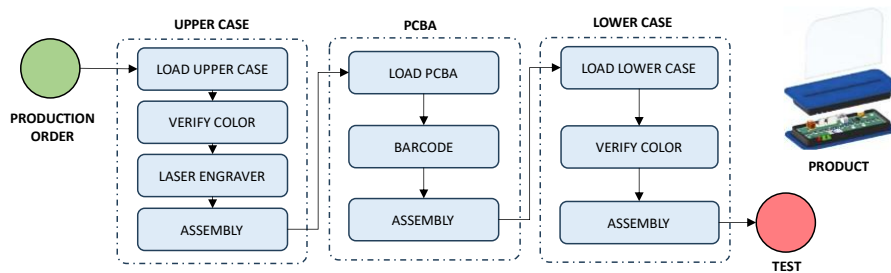 UPPER CASE
PCBA
LOWER CASE
PRODUCTION
ORDER
LOAD UPPER CASE
VERIFY COLOR
LASER ENGRAVER
ASSEMBLY
LOAD PCBA
BARCODE
ASSEMBLY
LOAD LOWER CASE
VERIFY COLOR
ASSEMBLY
PRODUCT
TEST